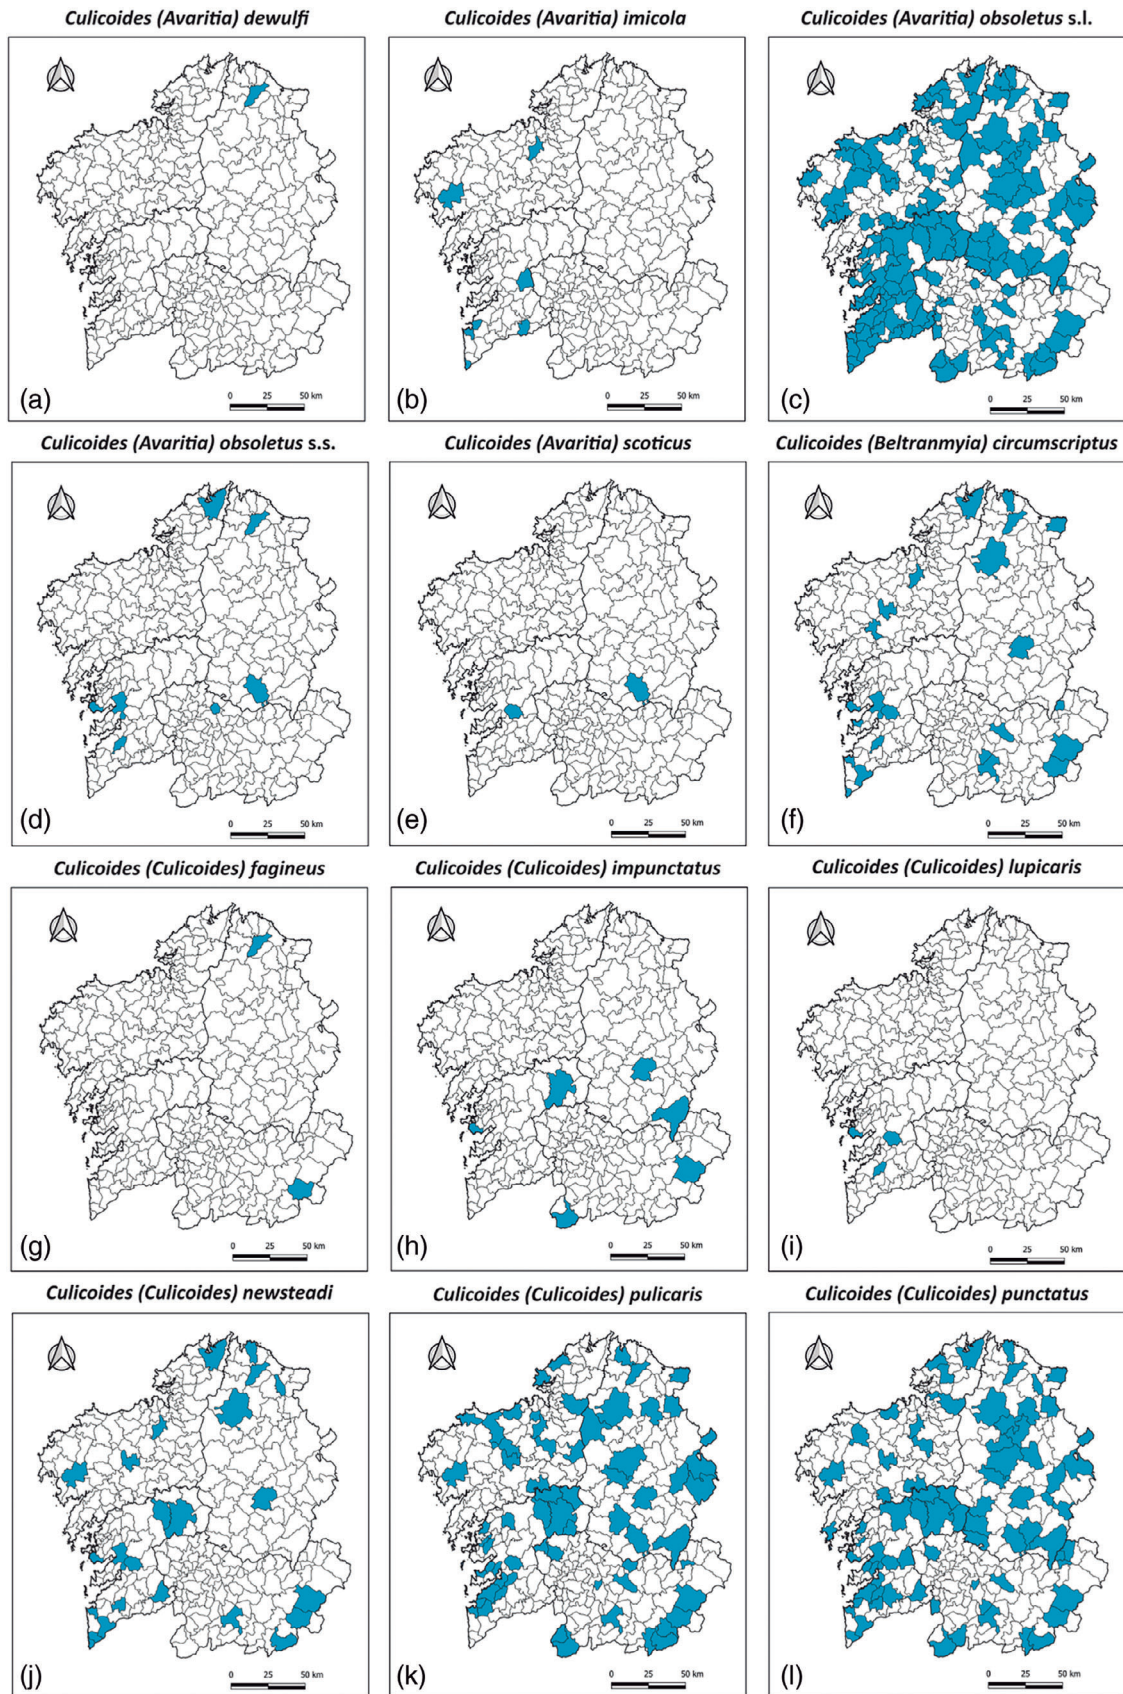 Culicoides (Avaritia) dewulfi
Culicoides (Avaritia) imicola
Culicoides (Avaritia) obsoletus s.l.
0 25 50 km
(a)
0 25 50 km
(b)
0 25 50 km
(c)
Culicoides (Avaritia) obsoletus s.s.
Culicoides (Avaritia) scoticus
Culicoides (Beltranmyia) circumscriptus
0 25 50 km
(d)
0 25 50 km
(e)
0 25 50 km
(f)
Culicoides (Culicoides) fagineus
Culicoides (Culicoides) impunctatus
Culicoides (Culicoides) lupicaris
0 25 50 km
(g)
0 25 50 km
(h)
0 25 50 km
(i)
Culicoides (Culicoides) newsteadi
Culicoides (Culicoides) pulicaris
Culicoides (Culicoides) punctatus
0 25 50 km
(j)
0 25 50 km
(k)
0 25 50 km
(l)